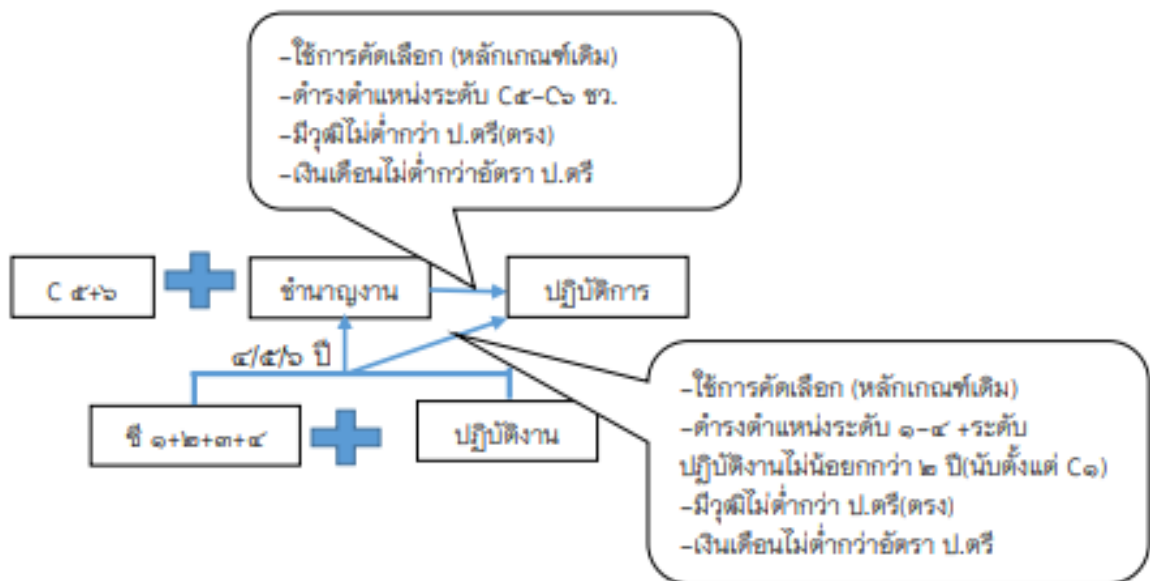 -ใช้การคัดเลือก (หลักเกณฑ์เดิม)
-ดำรงตำแหน่งระดับ C๕-C๖ ชว.
-มีวุฒิไม่ต่ำกว่า ป.ตรี(ตรง)
-เงินเดือนไม่ต่ำกว่าอัตรา ป.ตรี
C ๕+๖
ชำนาญงาน
ปฏิบัติการ
๔/๕/๖ ปี
ซี ๑+๒+๓+๔
ปฏิบัติงาน
-ใช้การคัดเลือก (หลักเกณฑ์เดิม)
-ดำรงตำแหน่งระดับ ๑-๔ +ระดับ
ปฏิบัติงานไม่น้อยกกว่า ๒ ปี(นับตั้งแต่ C๑)
-มีวุฒิไม่ต่ำกว่า ป.ตรี(ตรง)
-เงินเดือนไม่ต่ำกว่าอัตรา ป.ตรี